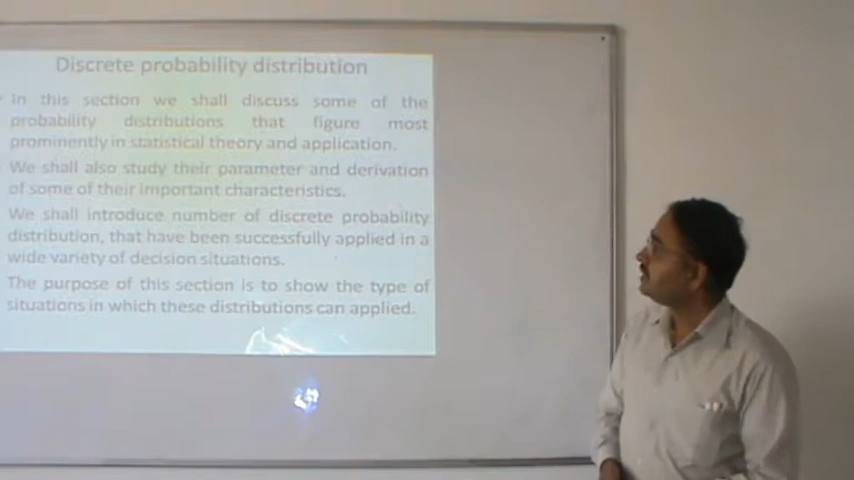 Discrete probability distribution
In this section we shall discuss some of the
probability distributions that figure most
prominently in statistical theory and application.
We shall also study their parameter and derivation
of some of their important characteristics.
We shall introduce number of discrete probability
distribution, that have been successfully applied in a
wide variety of decision situations.
The purpose of this section is to show the type of
situations in which these distributions can applied.